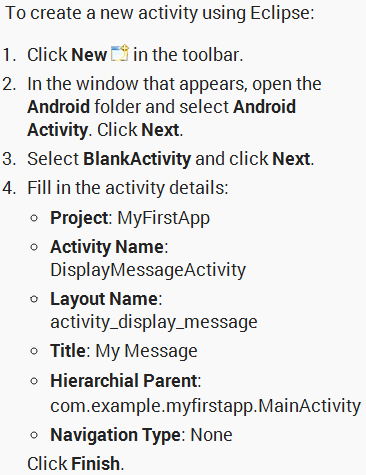 To create a new activity using Eclipse:
1. Click New in the toolbar.
2. In the window that appears, open the
Android folder and select Android
Activity. Click Next.
3. Select BlankActivity and click Next.
4. Fill in the activity details:
◦ Project: MyFirstApp
◦ Activity Name:
DisplayMessageActivity
◦ Layout Name:
activity_display_message
◦ Title: My Message
◦ Hierarchial Parent:
com.example.myfirstapp.MainActivity
◦ Navigation Type: None
Click Finish.